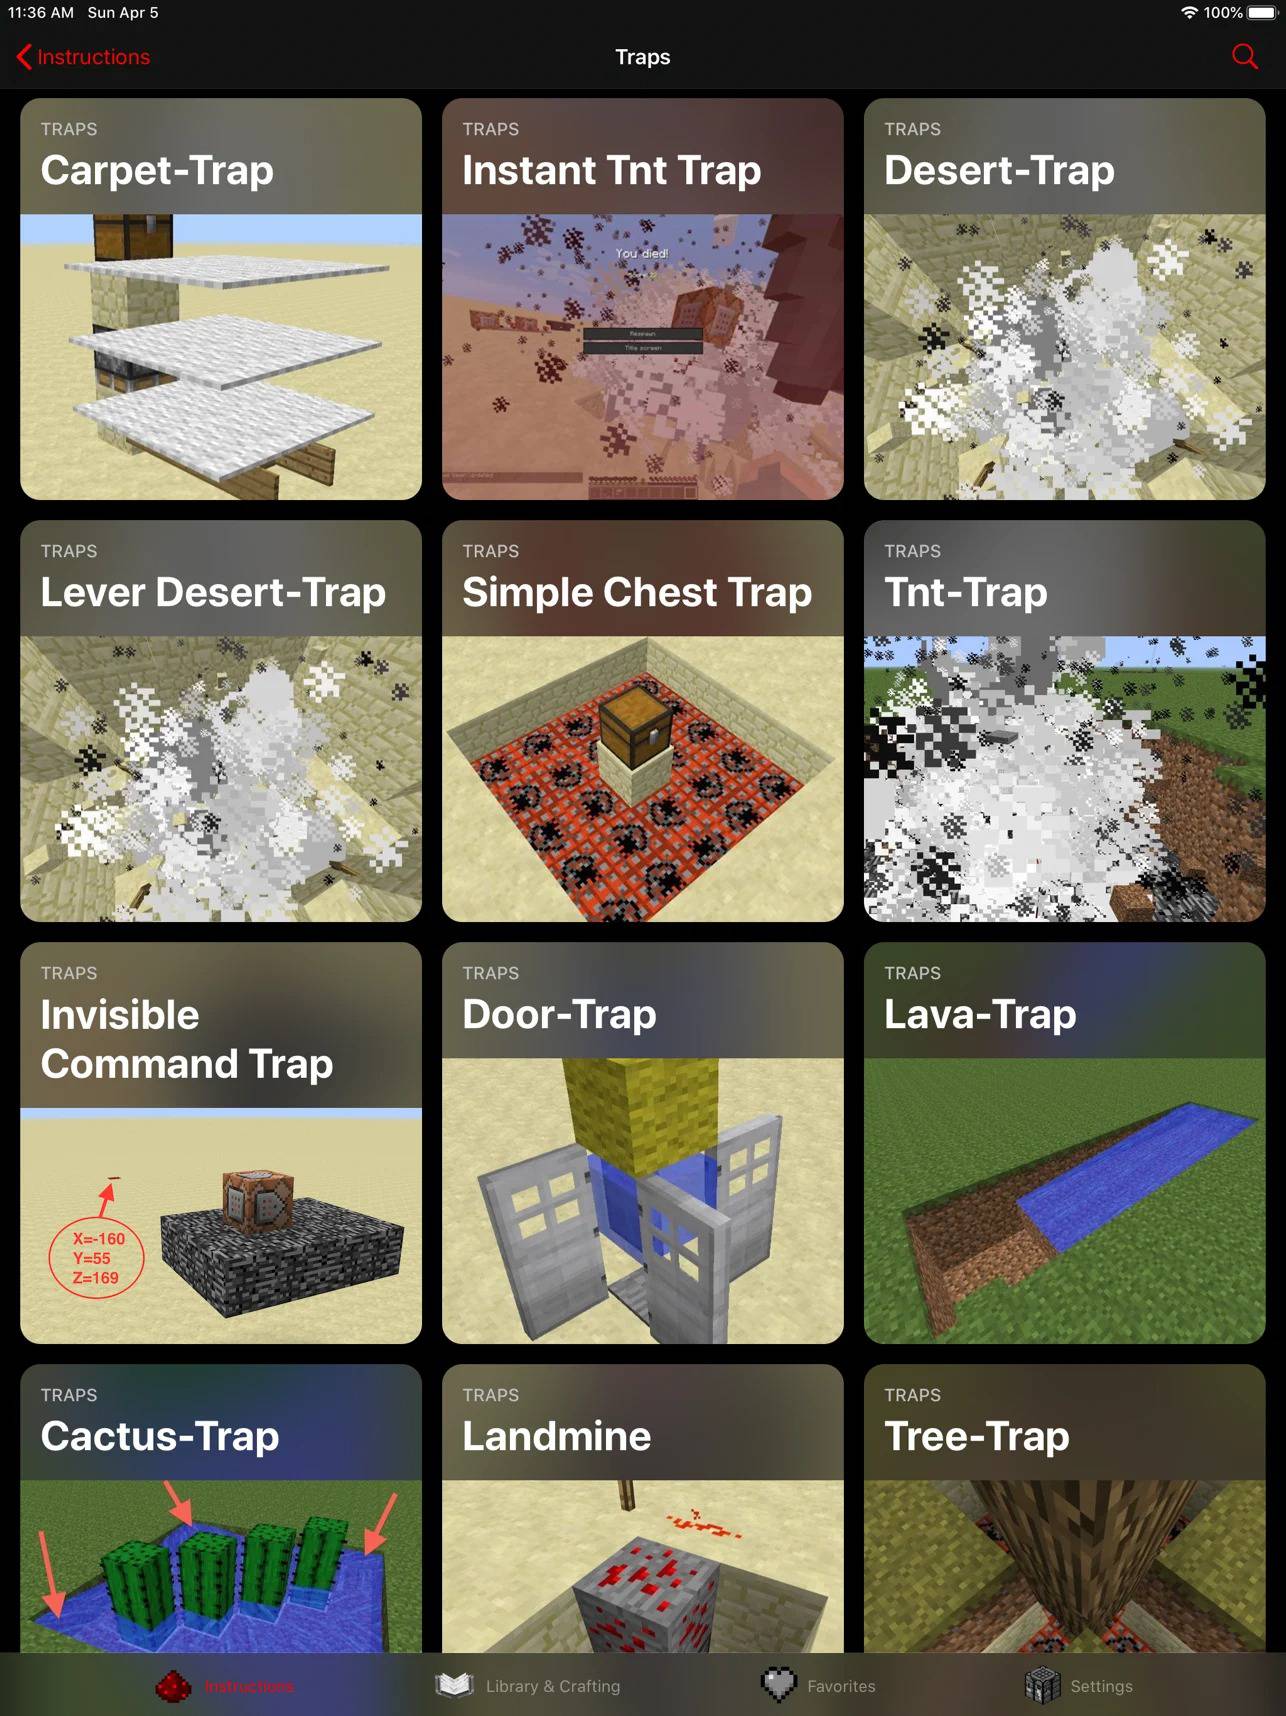 11:36 AM Sun Apr 5
100%
Instructions
Traps
TRAPS
Carpet-Trap
TRAPS
Instant Tnt Trap
You died!
Respawn
Title screen
TRAPS
Desert-Trap
TRAPS
Lever Desert-Trap
TRAPS
Simple Chest Trap
TRAPS
Tnt-Trap
TRAPS
Invisible
Command Trap
X=-160
Y=55
Z=169
TRAPS
Door-Trap
TRAPS
Lava-Trap
TRAPS
Cactus-Trap
TRAPS
Landmine
TRAPS
Tree-Trap
Instructions
Library & Crafting
Favorites
Settings